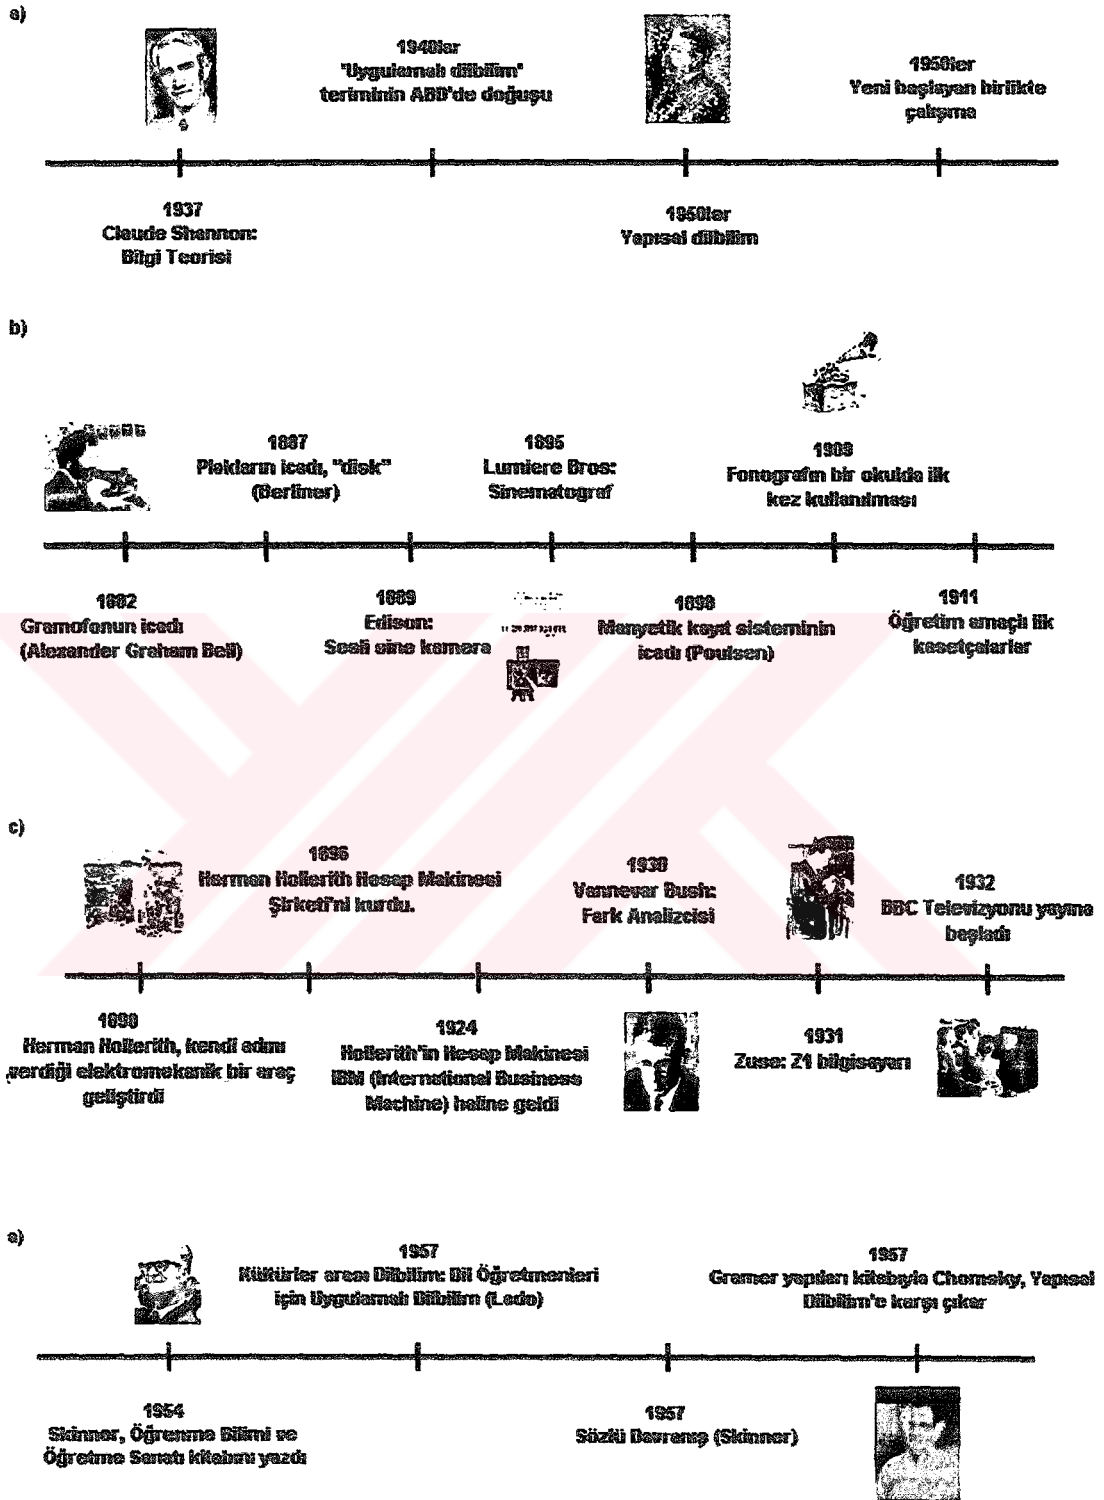 a)
1940lar
'Uygulamalı dilbilim'
teriminin ABD'de doğuşu
1950ler
Yeni başlayan birlikte
çalışma
1937
Claude Shannon:
Bilgi Teorisi
1950ler
Yapısal dilbilim
b)
1887
Plakların icadı, "disk"
(Berliner)
1895
Lumiere Bros:
Sinematograf
1909
Fonografın bir okulda ilk
kez kullanılması
1882
Gramofonun icadı
(Alexander Graham Bell)
1889
Edison:
Sesli sine kamera
1898
Manyetik kayıt sisteminin
icadı (Poulsen)
1911
Öğretim amaçlı ilk
kasetçalarlar
c)
1896
Herman Hollerith Hesap Makinesi
Şirketi'ni kurdu.
1930
Vannevar Bush:
Fark Analizcisi
1932
BBC Televizyonu yayına
başladı
1890
Herman Hollerith, kendi adını
verdiği elektromekanik bir araç
geliştirdi
1924
Hollerith'in Hesap Makinesi
IBM (International Business
Machine) haline geldi
1931
Zuse: Z1 bilgisayarı
a)
1957
Kültürler arası Dilbilim: Dil Öğretmenleri
için Uygulamalı Dilbilim (Lado)
1957
Gramer yapıları kitabıyla Chomsky, Yapısal
Dilbilim'e karşı çıkar
1954
Skinner, Öğrenme Bilimi ve
Öğretme Sanatı kitabını yazdı
1957
Sözlü Davranış (Skinner)